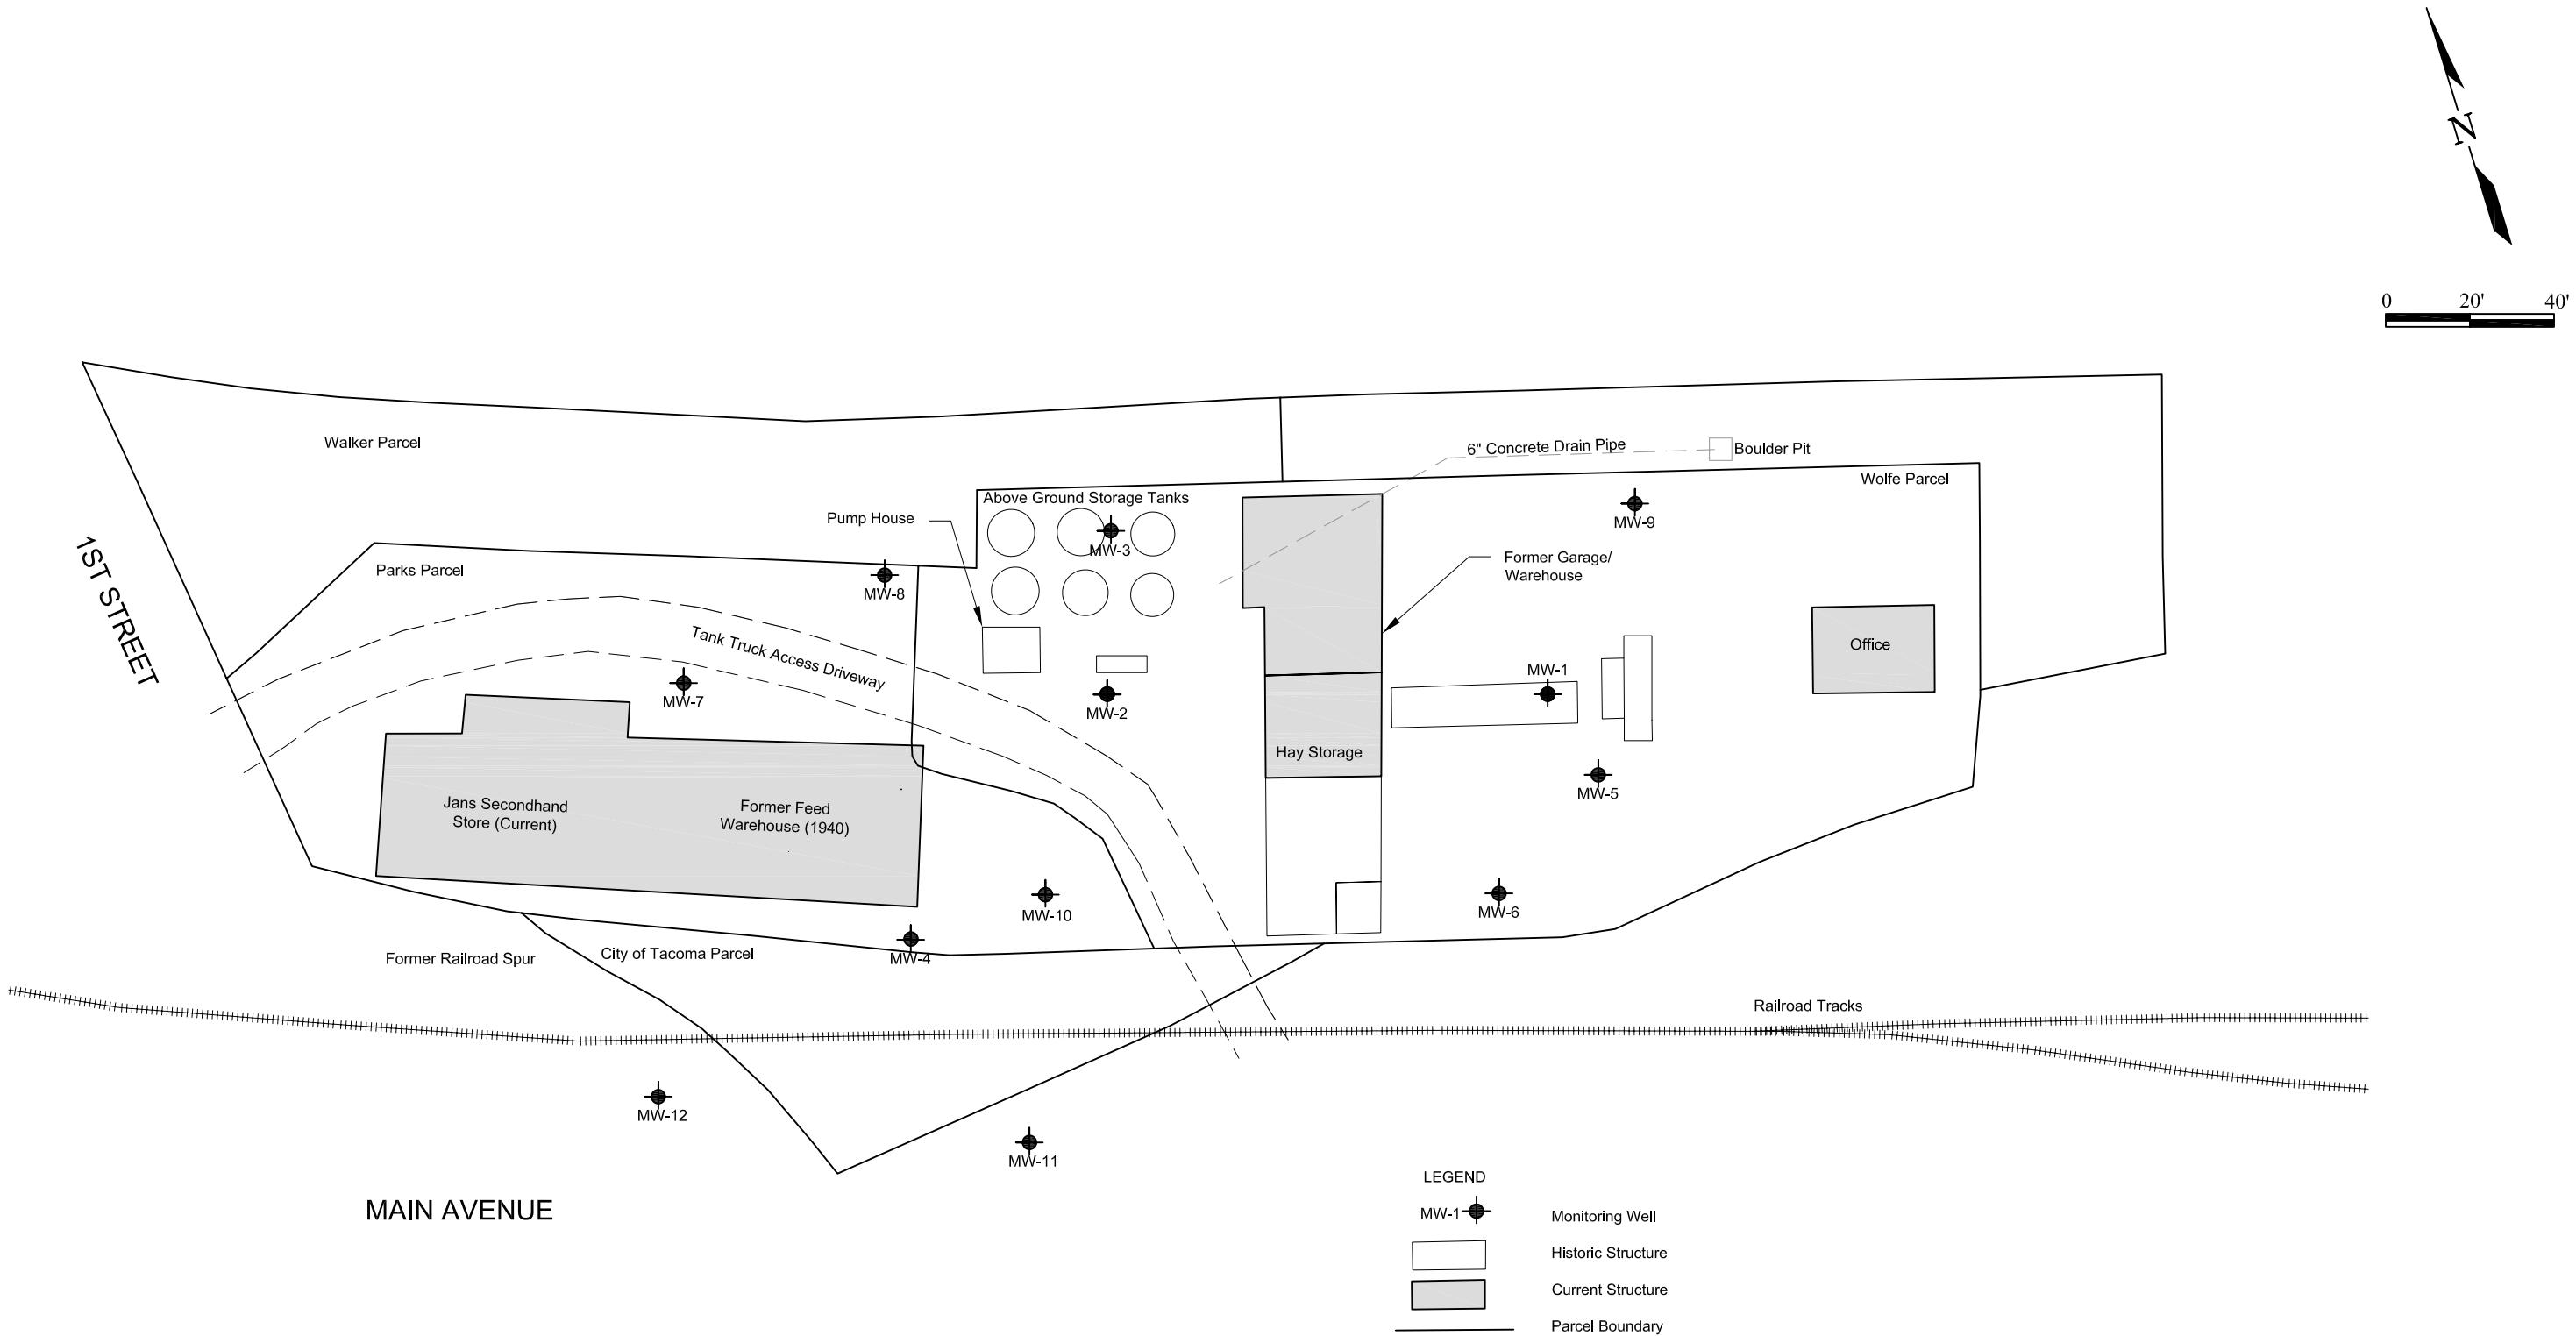 N
0 20' 40'
Walker Parcel
6" Concrete Drain Pipe
Boulder Pit
Wolfe Parcel
Above Ground Storage Tanks
Pump House
MW-9
MW-3
1ST STREET
Parks Parcel
MW-8
Former Garage/
Warehouse
Tank Truck Access Driveway
Office
MW-1
MW-7
MW-2
Hay Storage
MW-5
Jans Secondhand
Store (Current)
Former Feed
Warehouse (1940)
MW-10
MW-6
Former Railroad Spur
City of Tacoma Parcel
MW-4
Railroad Tracks
MW-12
MW-11
MAIN AVENUE
LEGEND
MW-1 Monitoring Well
Historic Structure
Current Structure
Parcel Boundary